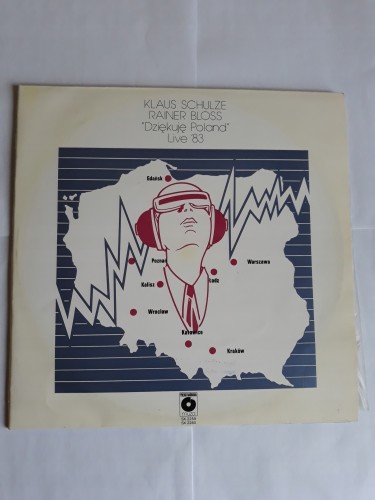 KLAUS SCHULZE
RAINER BLOSS
"Dziękuję Poland"
Live '83
Gdańsk
Poznań
Warszawa
Kalisz
Łódź
Wrocław
Katowice
Kraków